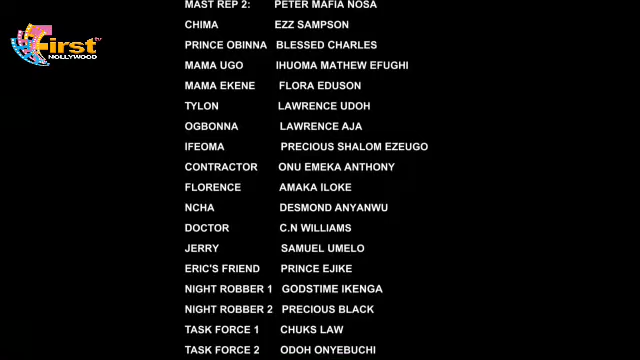 First
NOLLYWOOD
MAST REP 2: PETER MAFIA NOSA
CHIMA EZZ SAMPSON
PRINCE OBINNA BLESSED CHARLES
MAMA UGO IHUOMA MATHEW EFUGHI
MAMA EKENE FLORA EDUSON
TYLON LAWRENCE UDOH
OGBONNA LAWRENCE AJA
IFEOMA PRECIOUS SHALOM EZEUGO
CONTRACTOR ONU EMEKA ANTHONY
FLORENCE AMAKA ILOKE
NCHA DESMOND ANYANWU
DOCTOR C.N WILLIAMS
JERRY SAMUEL UMELO
ERIC'S FRIEND PRINCE EJIKE
NIGHT ROBBER 1 GODSTIME IKENGA
NIGHT ROBBER 2 PRECIOUS BLACK
TASK FORCE 1 CHUKS LAW
TASK FORCE 2 ODOH ONYEBUCHI